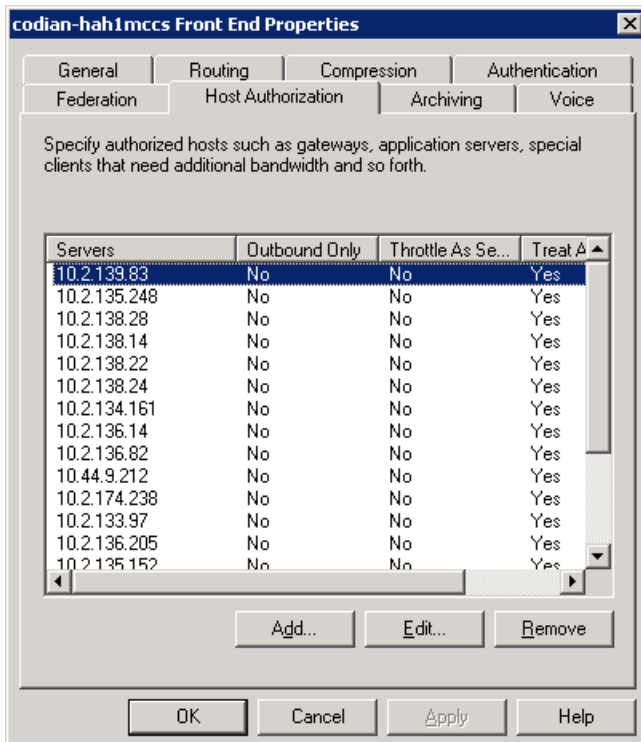 codian-hah1mccs Front End Properties
General Routing Compression Authentication
Federation Host Authorization Archiving Voice
Specify authorized hosts such as gateways, application servers, special
clients that need additional bandwidth and so forth.
Servers Outbound Only Throttle As Se... Treat A
10.2.139.83 No No Yes
10.2.135.248 No No Yes
10.2.138.28 No No Yes
10.2.138.14 No No Yes
10.2.138.22 No No Yes
10.2.138.24 No No Yes
10.2.134.161 No No Yes
10.2.136.14 No No Yes
10.2.136.82 No No Yes
10.44.9.212 No No Yes
10.2.174.238 No No Yes
10.2.133.97 No No Yes
10.2.136.205 No No Yes
10.2.135.152 No No Yes
Add... Edit... Remove
OK Cancel Apply Help